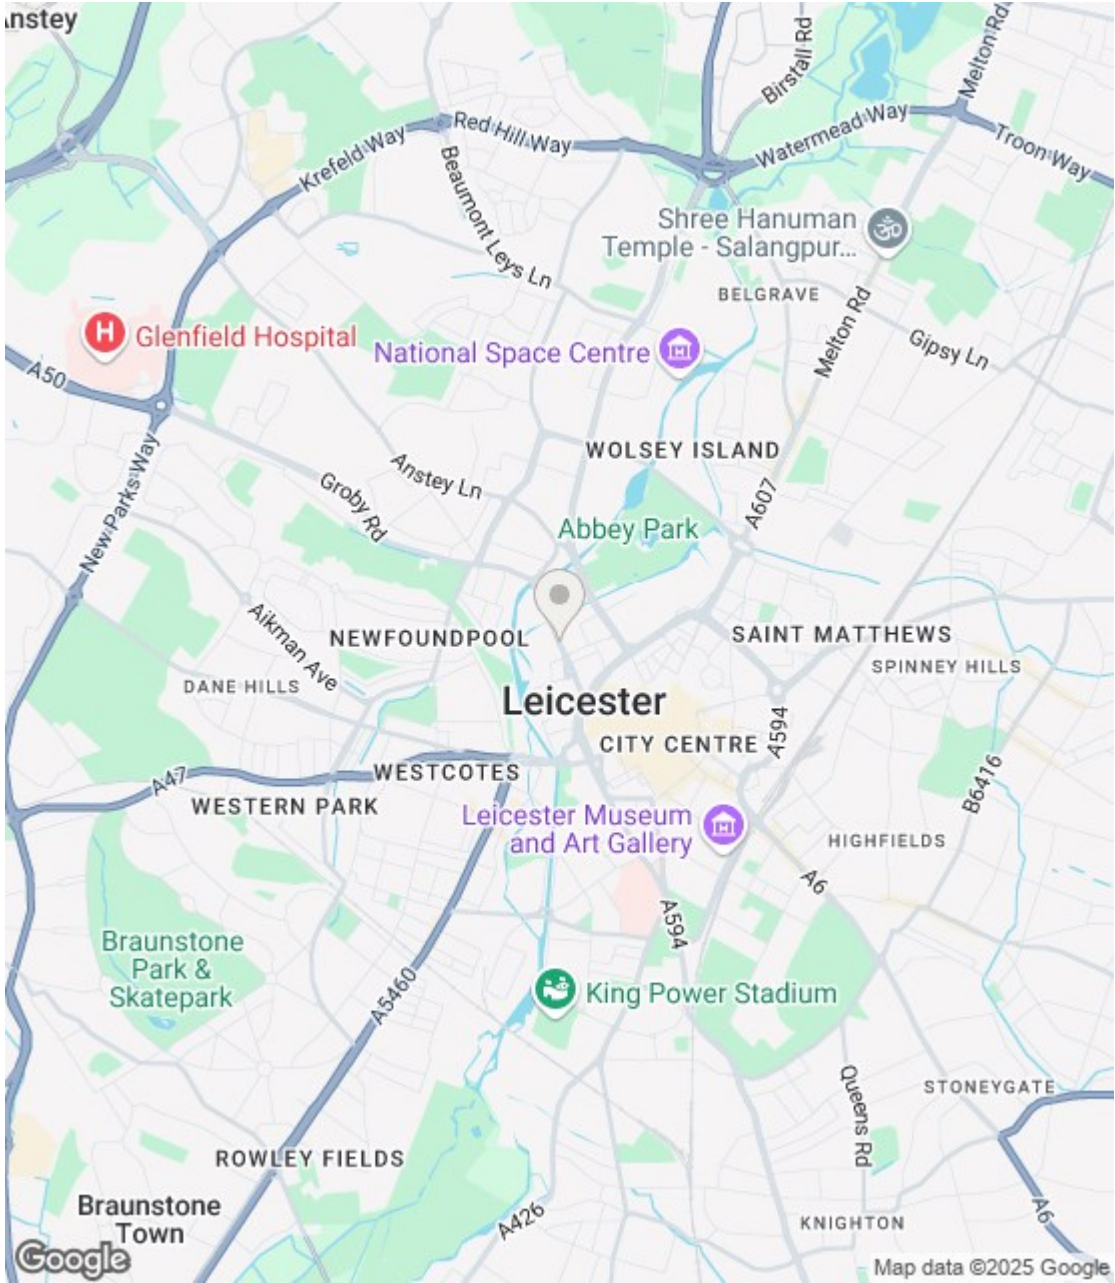 Anstey
Birstall Rd
Melton Rd
Krefeld Way
Red Hill Way
Watermead Way
Troon Way
Beaumont Leys Ln
Shree Hanuman
Temple - Salangpur...
BELGRAVE
H
Glenfield Hospital
National Space Centre
Melton Rd
Gipsy Ln
A50
New Parks Way
WOLSEY ISLAND
Anstey Ln
Groby Rd
A607
Abbey Park
Aikman Ave
NEWFOUNDPOOL
SAINT MATTHEWS
SPINNEY HILLS
DANE HILLS
Leicester
CITY CENTRE
A594
WESTCOTES
A47
WESTERN PARK
B6416
Leicester Museum
and Art Gallery
HIGHFIELDS
A6
A594
Braunstone
Park &
Skatepark
A5460
King Power Stadium
Queens Rd
STONEYGATE
ROWLEY FIELDS
Braunstone
Town
A426
KNIGHTON
A6
Google
Map data ©2025 Google